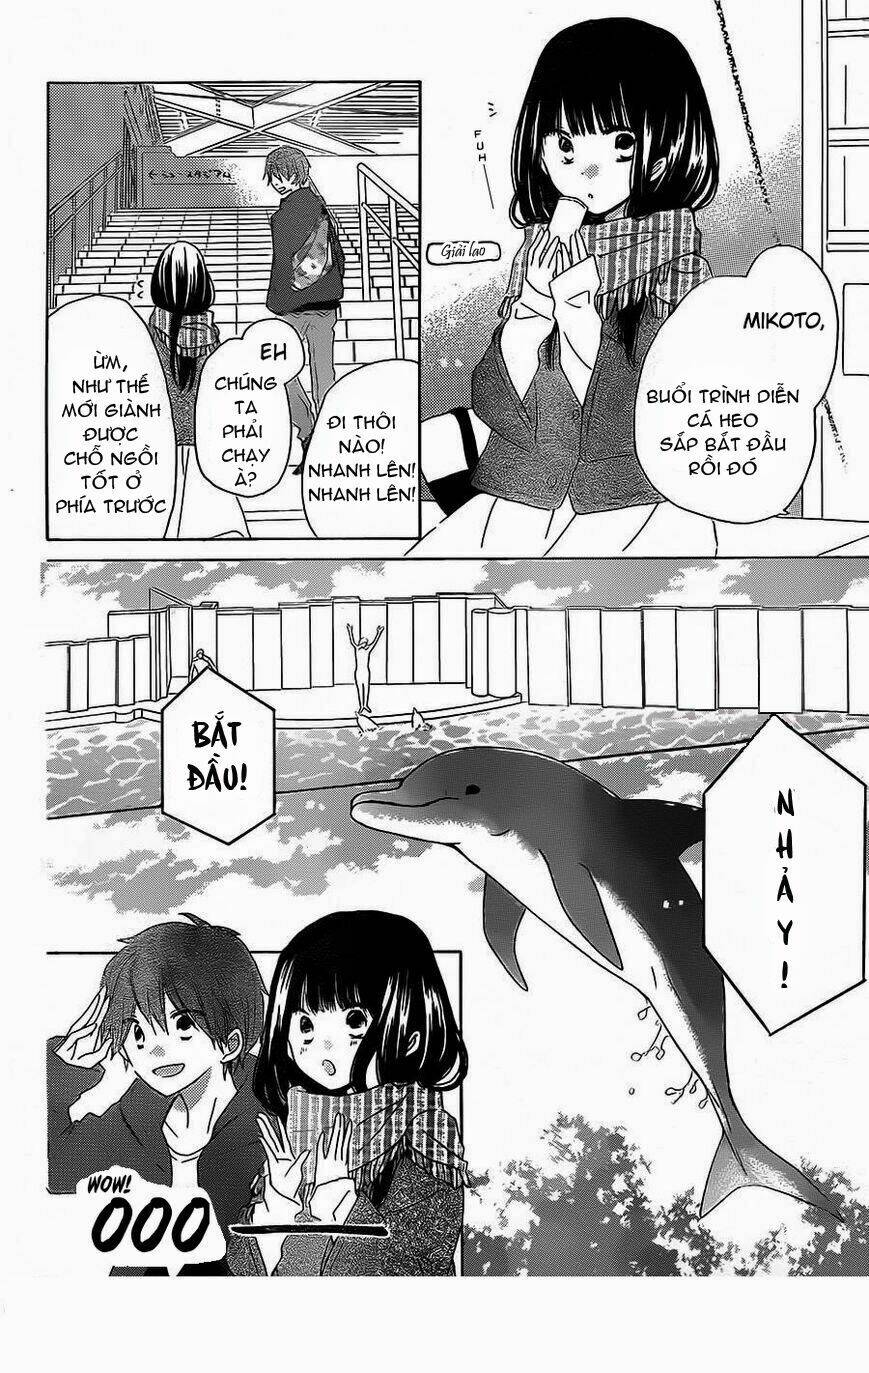 FUH
Giải lao
MIKOTO,
BUỔI TRÌNH DIỄN
CÁ HEO
SẮP BẮT ĐẦU
RỒI ĐÓ
ĐI THÔI
NÀO!
NHANH LÊN!
NHANH LÊN!
EH
CHÚNG
TA
PHẢI
CHẠY
À?
ỪM,
NHƯ THẾ
MỚI GIÀNH
ĐƯỢC
CHỖ NGỒI
TỐT Ở
PHÍA TRƯỚC
BẮT
ĐẦU!
NHẢY!
WOW!
OOO